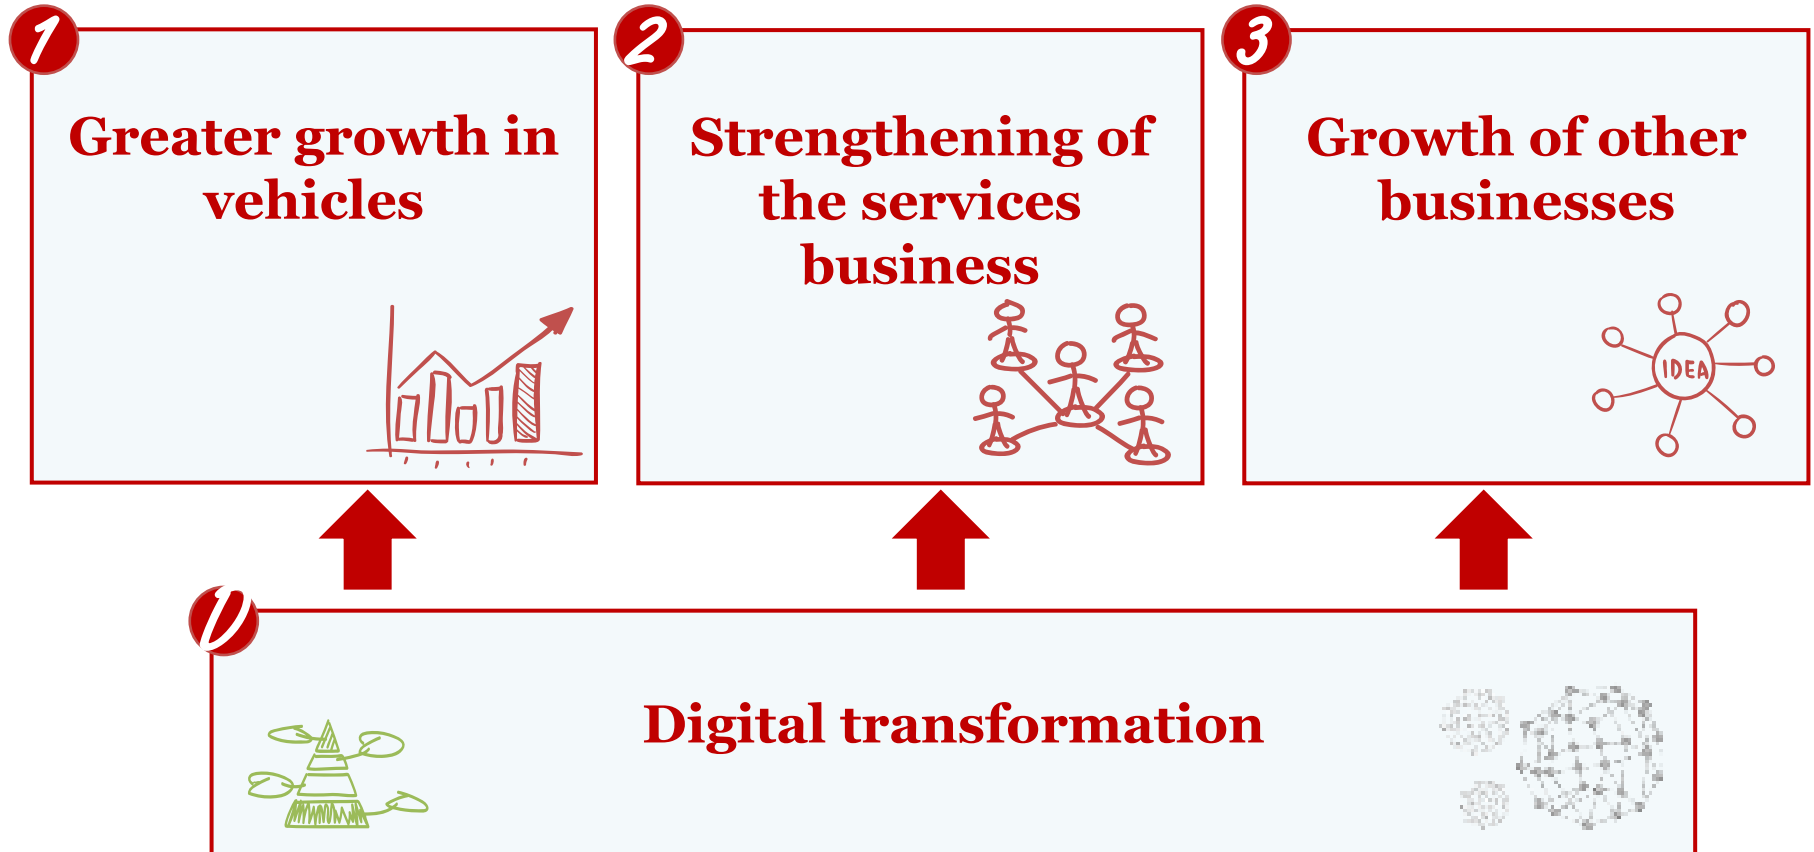 1
Greater growth in
vehicles
2
Strengthening of
the services
business
3
Growth of other
businesses
IDEA
Digital transformation